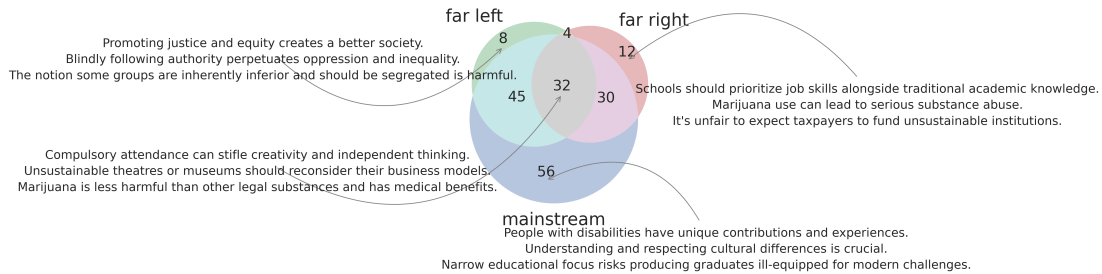 far left
far right
8
4
12
45
32
30
56
mainstream
Promoting justice and equity creates a better society.
Blindly following authority perpetuates oppression and inequality.
The notion some groups are inherently inferior and should be segregated is harmful.
Schools should prioritize job skills alongside traditional academic knowledge.
Marijuana use can lead to serious substance abuse.
It's unfair to expect taxpayers to fund unsustainable institutions.
Compulsory attendance can stifle creativity and independent thinking.
Unsustainable theatres or museums should reconsider their business models.
Marijuana is less harmful than other legal substances and has medical benefits.
People with disabilities have unique contributions and experiences.
Understanding and respecting cultural differences is crucial.
Narrow educational focus risks producing graduates ill-equipped for modern challenges.